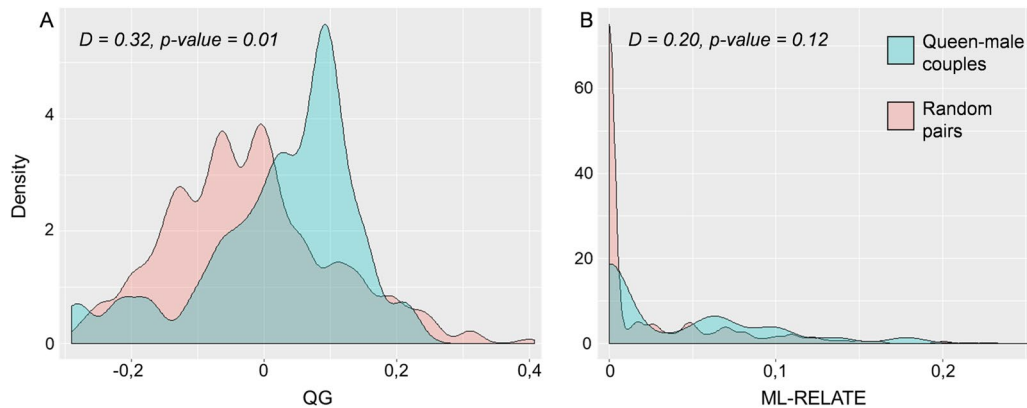 A
D = 0.32, p-value = 0.01
Density
4
2
0
-0,2
0
0,2
0,4
QG
B
D = 0.20, p-value = 0.12
Queen-male
couples
Random
pairs
60
40
20
0
0
0,1
0,2
ML-RELATE